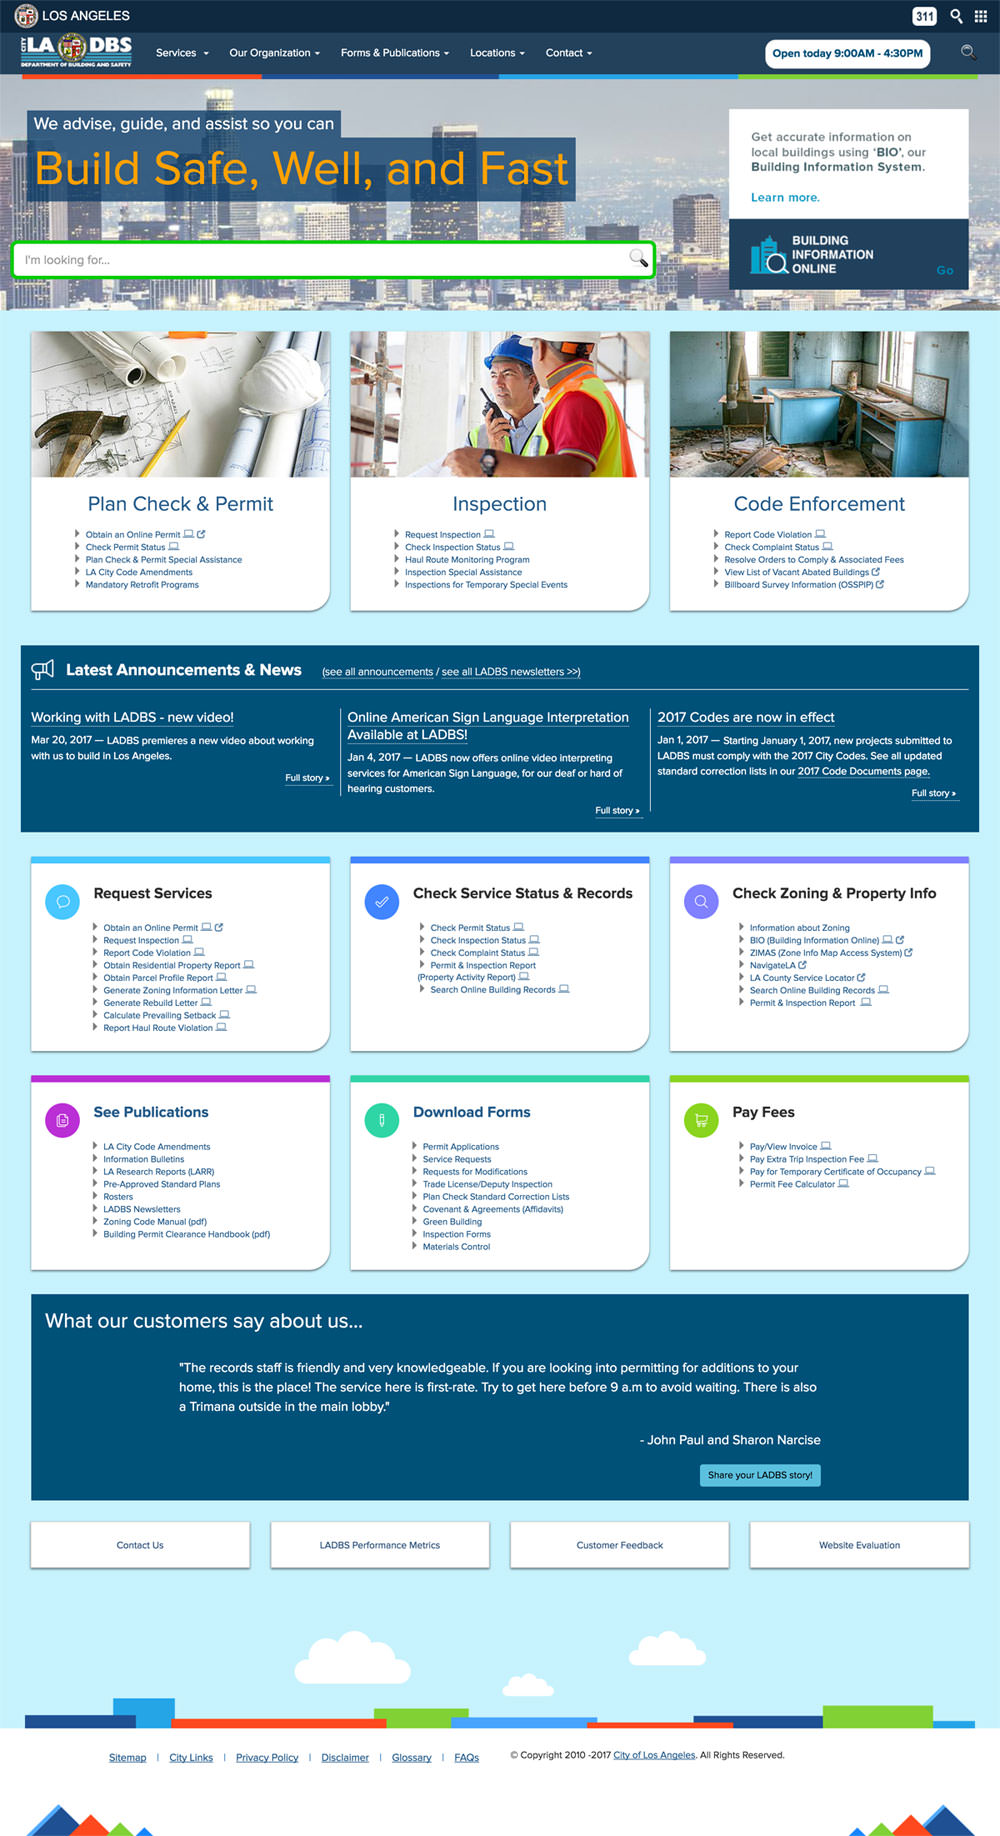 LOS ANGELES
311
CITY OF
LA DBS
DEPARTMENT OF BUILDING AND SAFETY
Services
Our Organization
Forms & Publications
Locations
Contact
Open today 9:00AM - 4:30PM
We advise, guide, and assist so you can
Build Safe, Well, and Fast
I'm looking for...
Get accurate information on
local buildings using ‘BIO’, our
Building Information System.
Learn more.
BUILDING
INFORMATION
ONLINE
Go
Plan Check & Permit
Obtain an Online Permit
Check Permit Status
Plan Check & Permit Special Assistance
LA City Code Amendments
Mandatory Retrofit Programs
Inspection
Request Inspection
Check Inspection Status
Haul Route Monitoring Program
Inspection Special Assistance
Inspections for Temporary Special Events
Code Enforcement
Report Code Violation
Check Complaint Status
Resolve Orders to Comply & Associated Fees
View List of Vacant Abated Buildings
Billboard Survey Information (OSSPIP)
Latest Announcements & News (see all announcements / see all LADBS newsletters >>)
Working with LADBS - new video!
Mar 20, 2017 — LADBS premieres a new video about working
with us to build in Los Angeles.
Full story »
Online American Sign Language Interpretation
Available at LADBS!
Jan 4, 2017 — LADBS now offers online video interpreting
services for American Sign Language, for our deaf or hard of
hearing customers.
Full story »
2017 Codes are now in effect
Jan 1, 2017 — Starting January 1, 2017, new projects submitted to
LADBS must comply with the 2017 City Codes. See all updated
standard correction lists in our 2017 Code Documents page.
Full story »
Request Services
Obtain an Online Permit
Request Inspection
Report Code Violation
Obtain Residential Property Report
Obtain Parcel Profile Report
Generate Zoning Information Letter
Generate Rebuild Letter
Calculate Prevailing Setback
Report Haul Route Violation
Check Service Status & Records
Check Permit Status
Check Inspection Status
Check Complaint Status
Permit & Inspection Report
(Property Activity Report)
Search Online Building Records
Check Zoning & Property Info
Information about Zoning
BIO (Building Information Online)
ZIMAS (Zone Info Map Access System)
NavigateLA
LA County Service Locator
Search Online Building Records
Permit & Inspection Report
See Publications
LA City Code Amendments
Information Bulletins
LA Research Reports (LARR)
Pre-Approved Standard Plans
Rosters
LADBS Newsletters
Zoning Code Manual (pdf)
Building Permit Clearance Handbook (pdf)
Download Forms
Permit Applications
Service Requests
Requests for Modifications
Trade License/Deputy Inspection
Plan Check Standard Correction Lists
Covenant & Agreements (Affidavits)
Green Building
Inspection Forms
Materials Control
Pay Fees
Pay/View Invoice
Pay Extra Trip Inspection Fee
Pay for Temporary Certificate of Occupancy
Permit Fee Calculator
What our customers say about us...
"The records staff is friendly and very knowledgeable. If you are looking into permitting for additions to your
home, this is the place! The service here is first-rate. Try to get here before 9 a.m to avoid waiting. There is also
a Trimana outside in the main lobby."
- John Paul and Sharon Narcise
Share your LADBS story!
Contact Us
LADBS Performance Metrics
Customer Feedback
Website Evaluation
Sitemap | City Links | Privacy Policy | Disclaimer | Glossary | FAQs
© Copyright 2010 -2017 City of Los Angeles. All Rights Reserved.